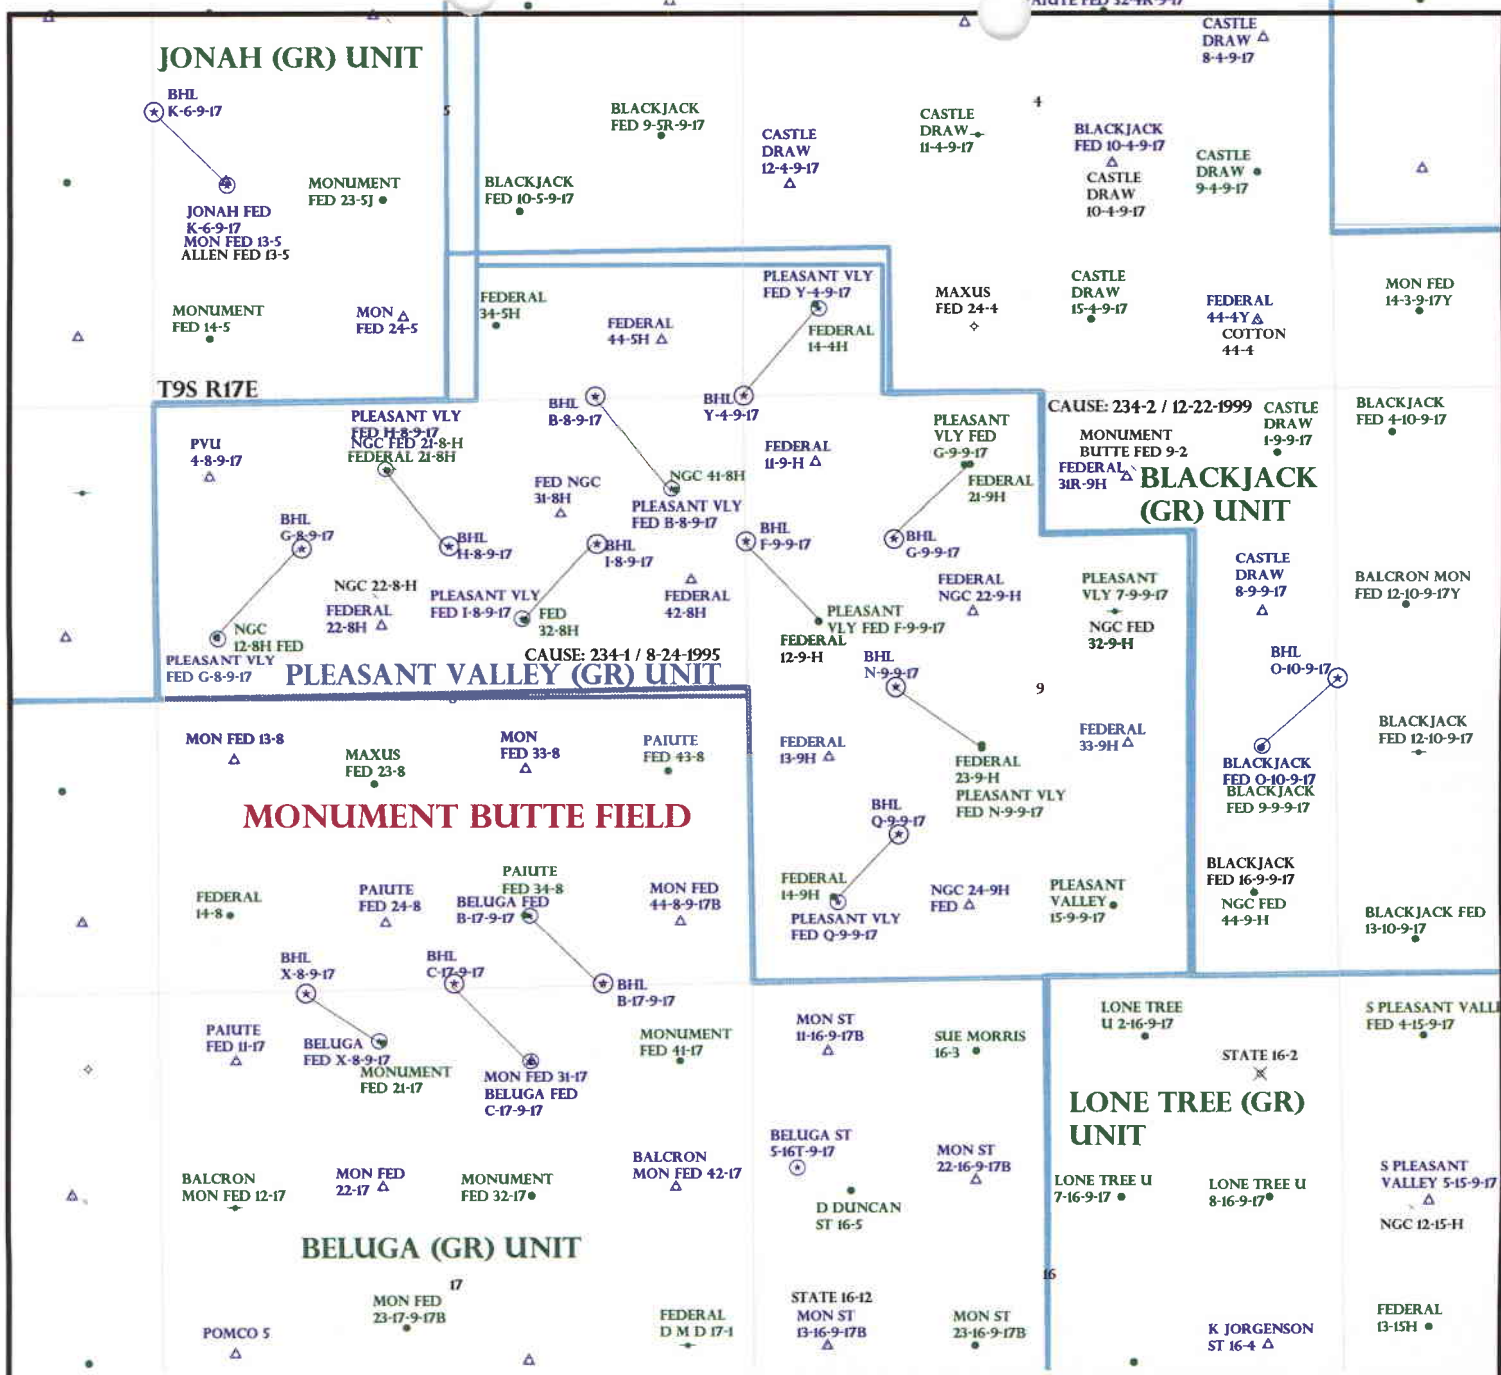 PAIUTE FED 32-4R-9-17
CASTLE
DRAW
8-4-9-17
JONAH (GR) UNIT
BHL
K-6-9-17
5
BLACKJACK
FED 9-5R-9-17
CASTLE
DRAW
12-4-9-17
CASTLE
DRAW
11-4-9-17
4
BLACKJACK
FED 10-4-9-17
CASTLE
DRAW
10-4-9-17
CASTLE
DRAW
9-4-9-17
MONUMENT
FED 23-5J
BLACKJACK
FED 10-5-9-17
JONAH FED
K-6-9-17
MON FED 13-5
ALLEN FED 13-5
MONUMENT
FED 14-5
MON
FED 24-5
FEDERAL
34-5H
FEDERAL
44-5H
PLEASANT VLY
FED Y-4-9-17
FEDERAL
14-4H
MAXUS
FED 24-4
CASTLE
DRAW
15-4-9-17
FEDERAL
44-4Y
COTTON
44-4
MON FED
14-3-9-17Y
T9S R17E
BHL
B-8-9-17
BHL
Y-4-9-17
CAUSE: 234-2 / 12-22-1999
CASTLE
DRAW
1-9-9-17
BLACKJACK
FED 4-10-9-17
PVU
4-8-9-17
PLEASANT VLY
FED H-8-9-17
NGC FED 21-8-H
FEDERAL 21-8H
FEDERAL
11-9-H
PLEASANT
VLY FED
G-9-9-17
FEDERAL
21-9H
MONUMENT
BUTTE FED 9-2
FEDERAL
31R-9H
BLACKJACK
(GR) UNIT
FED NGC
31-8H
NGC 41-8H
PLEASANT VLY
FED B-8-9-17
BHL
G-8-9-17
BHL
H-8-9-17
BHL
I-8-9-17
BHL
F-9-9-17
BHL
G-9-9-17
NGC 22-8-H
FEDERAL
22-8H
PLEASANT VLY
FED I-8-9-17
FED
32-8H
FEDERAL
42-8H
FEDERAL
NGC 22-9-H
PLEASANT
VLY 7-9-9-17
NGC FED
32-9-H
CASTLE
DRAW
8-9-9-17
BALCRON MON
FED 12-10-9-17Y
NGC
12-8H FED
PLEASANT VLY
FED G-8-9-17
CAUSE: 234-1 / 8-24-1995
PLEASANT VALLEY (GR) UNIT
PLEASANT
VLY FED F-9-9-17
FEDERAL
12-9-H
BHL
N-9-9-17
9
BHL
O-10-9-17
8
MON FED 13-8
MAXUS
FED 23-8
MON
FED 33-8
PAIUTE
FED 43-8
FEDERAL
13-9H
FEDERAL
23-9-H
PLEASANT VLY
FED N-9-9-17
FEDERAL
33-9H
BLACKJACK
FED O-10-9-17
BLACKJACK
FED 9-9-9-17
BLACKJACK
FED 12-10-9-17
MONUMENT BUTTE FIELD
BHL
Q-9-9-17
FEDERAL
14-8
PAIUTE
FED 24-8
PAIUTE
FED 34-8
BELUGA FED
B-17-9-17
MON FED
44-8-9-17B
FEDERAL
14-9H
PLEASANT VLY
FED Q-9-9-17
NGC 24-9H
FED
PLEASANT
VALLEY
15-9-9-17
BLACKJACK
FED 16-9-9-17
NGC FED
44-9-H
BLACKJACK FED
13-10-9-17
BHL
X-8-9-17
BHL
C-17-9-17
BHL
B-17-9-17
PAIUTE
FED 11-17
BELUGA
FED X-8-9-17
MONUMENT
FED 21-17
MON FED 31-17
BELUGA FED
C-17-9-17
MONUMENT
FED 41-17
MON ST
11-16-9-17B
SUE MORRIS
16-3
LONE TREE
U 2-16-9-17
S PLEASANT VALL
FED 4-15-9-17
STATE 16-2
LONE TREE (GR)
UNIT
BELUGA ST
5-16T-9-17
BALCRON
MON FED 12-17
MON FED
22-17
MONUMENT
FED 32-17
BALCRON
MON FED 42-17
D DUNCAN
ST 16-5
MON ST
22-16-9-17B
LONE TREE U
7-16-9-17
LONE TREE U
8-16-9-17
S PLEASANT
VALLEY 5-15-9-17
NGC 12-15-H
BELUGA (GR) UNIT
17
16
POMCO 5
MON FED
23-17-9-17B
FEDERAL
D M D 17-1
STATE 16-12
MON ST
13-16-9-17B
MON ST
23-16-9-17B
K JORGENSON
ST 16-4
FEDERAL
13-15H